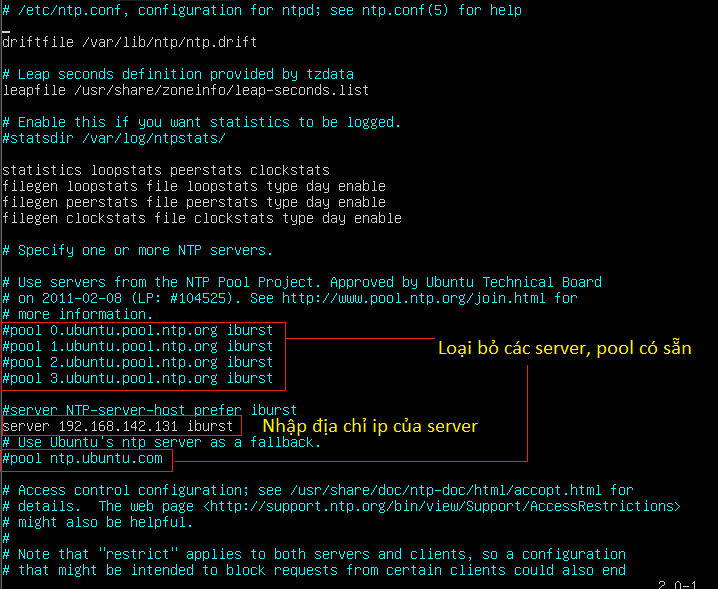 # /etc/ntp.conf, configuration for ntpd; see ntp.conf(5) for help
driftfile /var/lib/ntp/ntp.drift
# Leap seconds definition provided by tzdata
leapfile /usr/share/zoneinfo/leap-seconds.list
# Enable this if you want statistics to be logged.
#statsdir /var/log/ntpstats/
statistics loopstats peerstats clockstats
filegen loopstats file loopstats type day enable
filegen peerstats file peerstats type day enable
filegen clockstats file clockstats type day enable
# Specify one or more NTP servers.
# Use servers from the NTP Pool Project. Approved by Ubuntu Technical Board
# on 2011-02-08 (LP: #104525). See http://www.pool.ntp.org/join.html for
# more information.
#pool 0.ubuntu.pool.ntp.org iburst
#pool 1.ubuntu.pool.ntp.org iburst
#pool 2.ubuntu.pool.ntp.org iburst
#pool 3.ubuntu.pool.ntp.org iburst
Loại bỏ các server, pool có sẵn
#server NTP-server-host prefer iburst
server 192.168.142.131 iburst
Nhập địa chỉ ip của server
# Use Ubuntu's ntp server as a fallback.
#pool ntp.ubuntu.com
# Access control configuration; see /usr/share/doc/ntp-doc/html/accopt.html for
# details.  The web page <http://support.ntp.org/bin/view/Support/AccessRestrictions>
# might also be helpful.
#
# Note that "restrict" applies to both servers and clients, so a configuration
# that might be intended to block requests from certain clients could also end
2,0-1